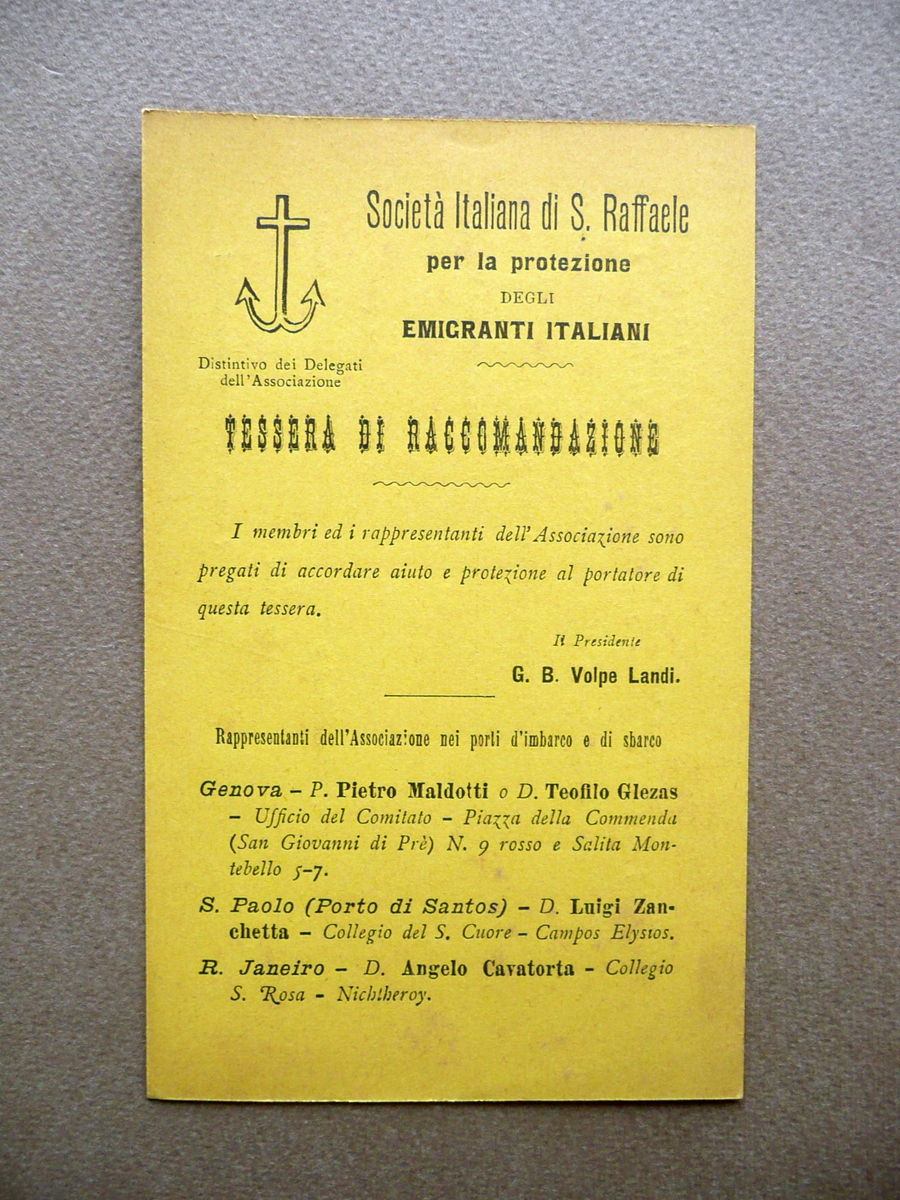 Società Italiana di S. Raffaele
per la protezione
DEGLI
EMIGRANTI ITALIANI
Distintivo dei Delegati
dell'Associazione
TESSERA DI RACCOMANDAZIONE
I membri ed i rappresentanti dell'Associazione sono
pregati di accordare aiuto e protezione al portatore di
questa tessera.
Il Presidente
G. B. Volpe Landi.
Rappresentanti dell'Associazione nei porti d'imbarco e di sbarco
Genova – P. Pietro Maldotti o D. Teofilo Glezas
– Ufficio del Comitato – Piazza della Commenda
(San Giovanni di Prè) N. 9 rosso e Salita Mon-
tebello 5-7.
S. Paolo (Porto di Santos) – D. Luigi Zan-
chetta – Collegio del S. Cuore – Campos Elysios.
R. Janeiro – D. Angelo Cavatorta – Collegio
S. Rosa – Nichtheroy.